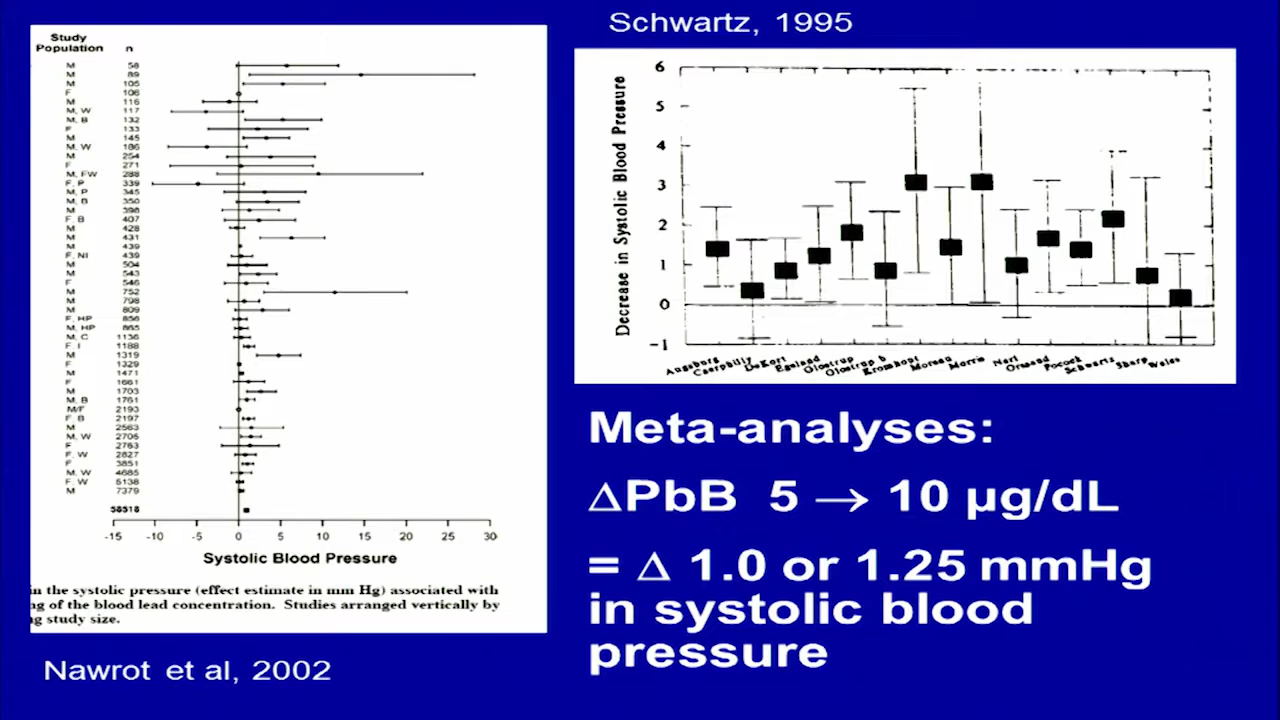 Schwartz, 1995
Study
Population n
M 58
M 89
M 105
F 106
M 116
M, W 117
M, B 132
F 133
M 145
M, W 186
M 254
F 271
M, FW 288
F, P 339
M, P 345
M, B 350
M 398
F, B 407
M 428
M 431
M 439
F, NI 439
M 504
M 543
F 546
M 752
M 798
M 809
F, HP 856
M, HP 865
M, C 1136
F, I 1188
M 1319
F 1329
M 1471
F 1661
M 1703
M, B 1761
M/F 2193
F, B 2197
M 2563
M, W 2705
F 2763
F, W 2827
F 3851
M, W 4685
F, W 5138
M 7379
58518
-15 -10 -5 0 5 10 15 20 25 30
Systolic Blood Pressure
in the systolic pressure (effect estimate in mm Hg) associated with
ng of the blood lead concentration. Studies arranged vertically by
ng study size.
Nawrot et al, 2002
Decrease in Systolic Blood Pressure
6
5
4
3
2
1
0
-1
Augsburg Caerphilly DeKort Egeland Glostrup Glostrup b Kromhout Moreau Morris Neri Orssaud Pocock Schwartz Sharp Weiss
Meta-analyses:
ΔPbB 5 → 10 µg/dL
= Δ 1.0 or 1.25 mmHg
in systolic blood
pressure